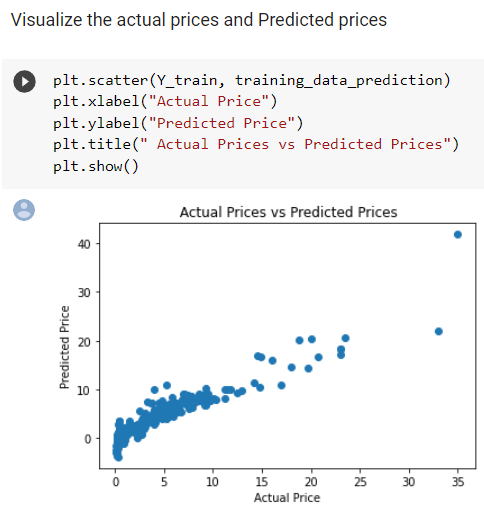 Visualize the actual prices and Predicted prices
plt.scatter(Y_train, training_data_prediction)
plt.xlabel("Actual Price")
plt.ylabel("Predicted Price")
plt.title(" Actual Prices vs Predicted Prices")
plt.show()
Actual Prices vs Predicted Prices
Predicted Price
40
30
20
10
0
0 5 10 15 20 25 30 35
Actual Price